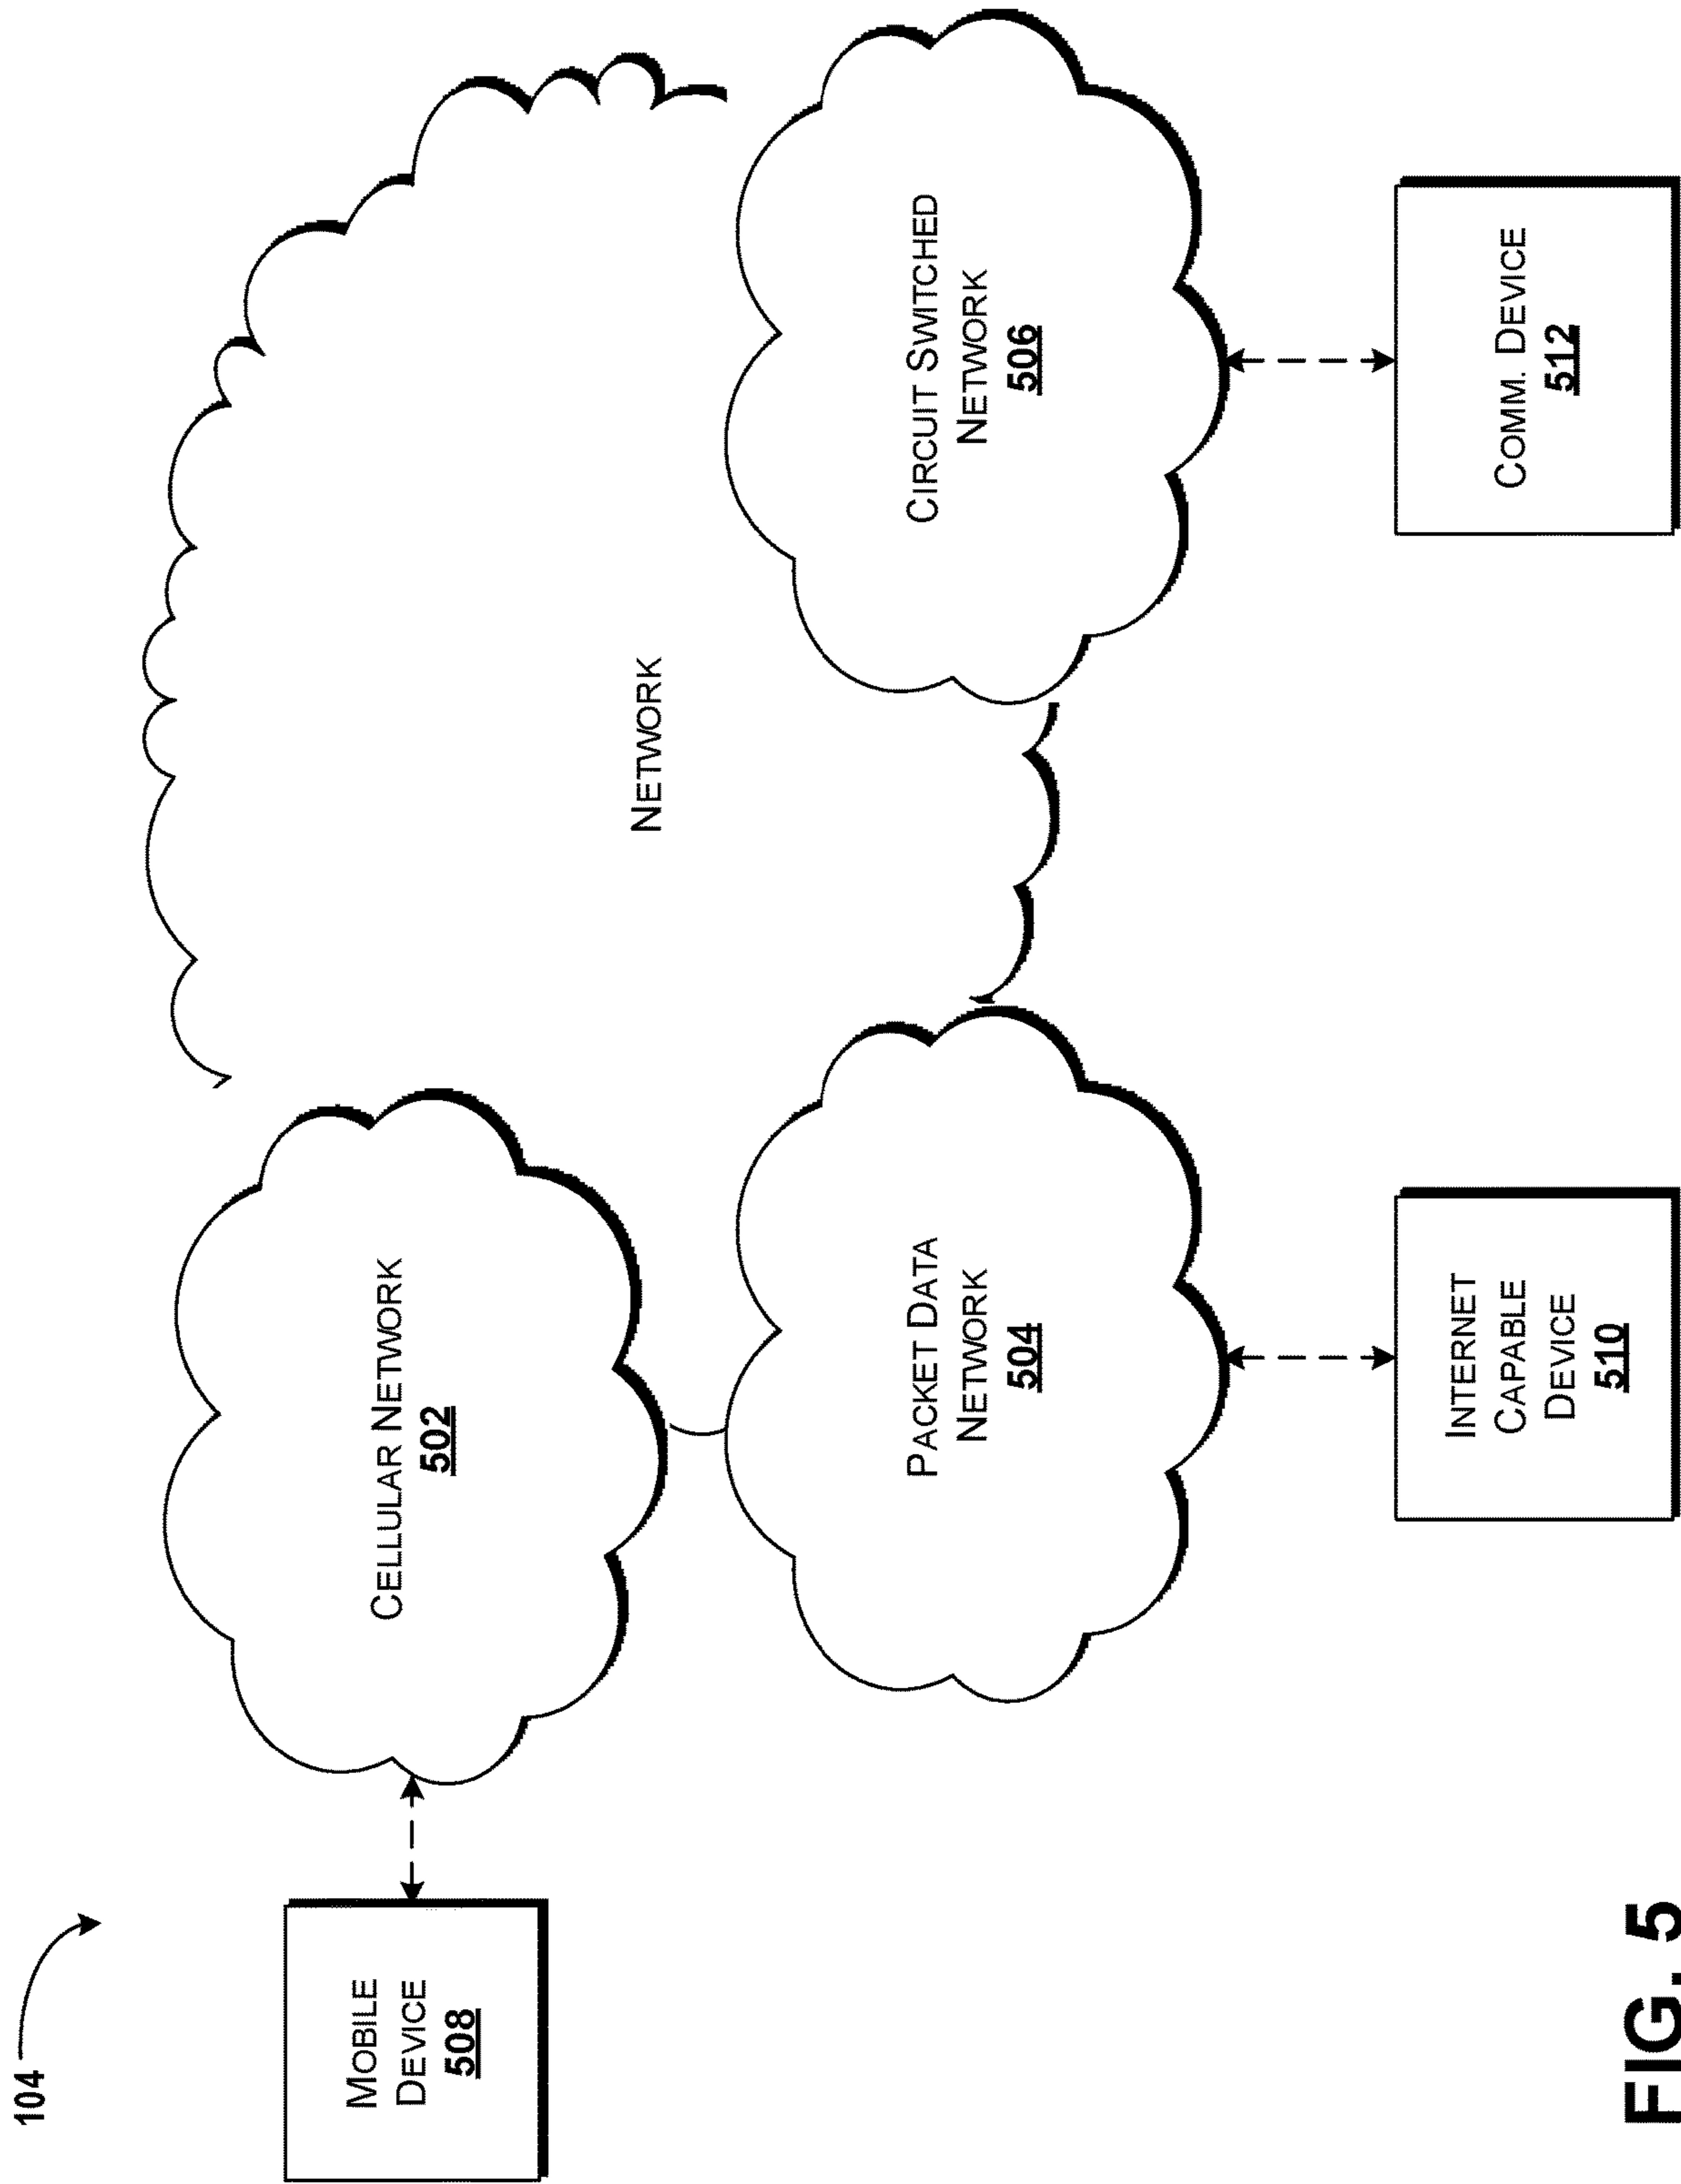 104
MOBILE
DEVICE
508
CELLULAR NETWORK
502
NETWORK
PACKET DATA
NETWORK
504
CIRCUIT SWITCHED
NETWORK
506
INTERNET
CAPABLE
DEVICE
510
COMM. DEVICE
512
FIG. 5